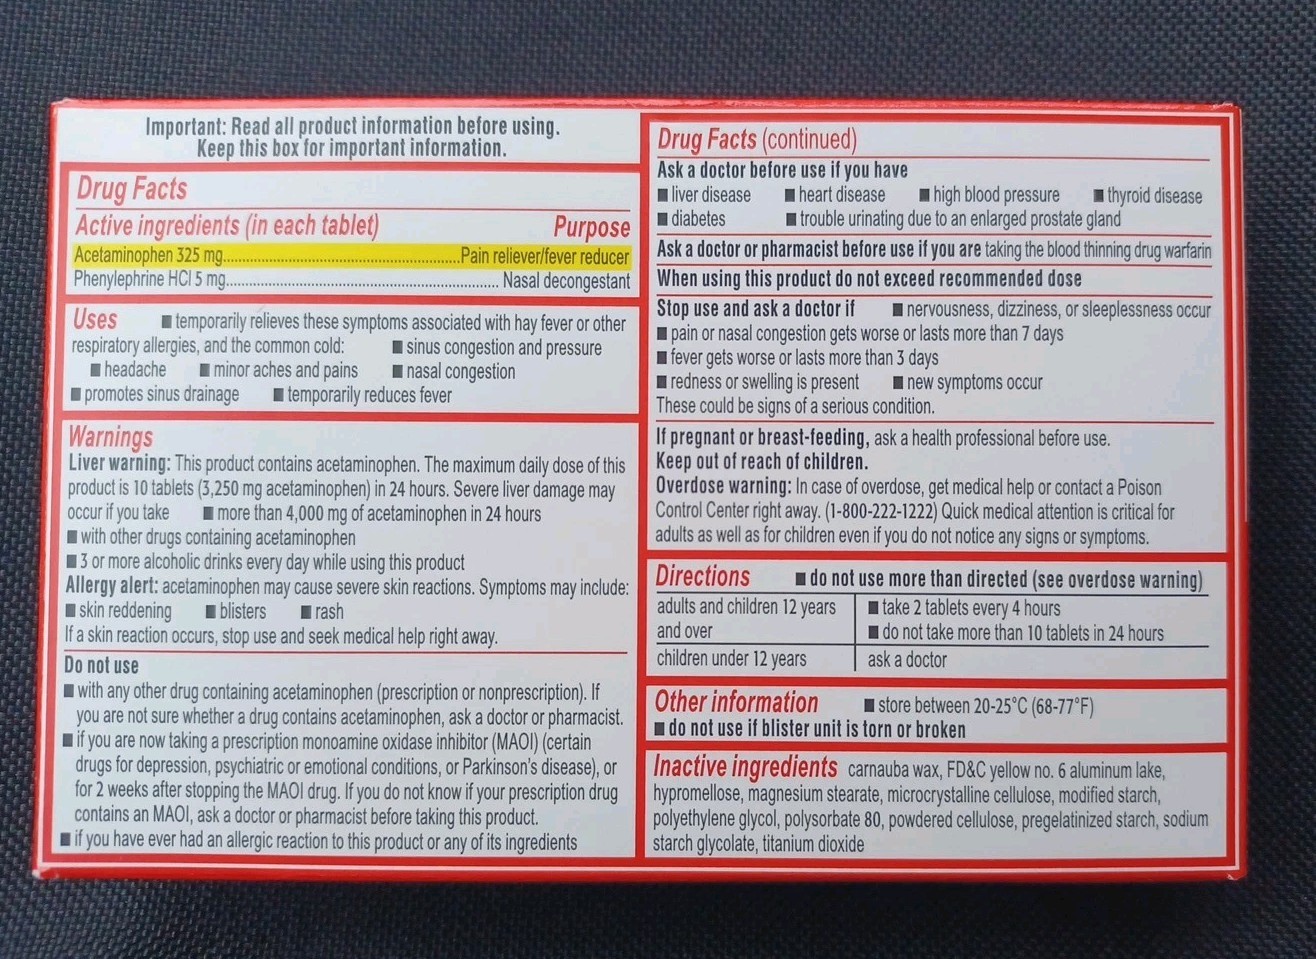 Important: Read all product information before using.
Keep this box for important information.
Drug Facts
Active ingredients (in each tablet) Purpose
Acetaminophen 325 mg..........Pain reliever/fever reducer
Phenylephrine HCl 5 mg.......... Nasal decongestant
Uses ■ temporarily relieves these symptoms associated with hay fever or other
respiratory allergies, and the common cold: ■ sinus congestion and pressure
■ headache ■ minor aches and pains ■ nasal congestion
■ promotes sinus drainage ■ temporarily reduces fever
Warnings
Liver warning: This product contains acetaminophen. The maximum daily dose of this
product is 10 tablets (3,250 mg acetaminophen) in 24 hours. Severe liver damage may
occur if you take ■ more than 4,000 mg of acetaminophen in 24 hours
■ with other drugs containing acetaminophen
■ 3 or more alcoholic drinks every day while using this product
Allergy alert: acetaminophen may cause severe skin reactions. Symptoms may include:
■ skin reddening ■ blisters ■ rash
If a skin reaction occurs, stop use and seek medical help right away.
Do not use
■ with any other drug containing acetaminophen (prescription or nonprescription). If
you are not sure whether a drug contains acetaminophen, ask a doctor or pharmacist.
■ if you are now taking a prescription monoamine oxidase inhibitor (MAOI) (certain
drugs for depression, psychiatric or emotional conditions, or Parkinson's disease), or
for 2 weeks after stopping the MAOI drug. If you do not know if your prescription drug
contains an MAOI, ask a doctor or pharmacist before taking this product.
■ if you have ever had an allergic reaction to this product or any of its ingredients
Drug Facts (continued)
Ask a doctor before use if you have
■ liver disease ■ heart disease ■ high blood pressure ■ thyroid disease
■ diabetes ■ trouble urinating due to an enlarged prostate gland
Ask a doctor or pharmacist before use if you are taking the blood thinning drug warfarin
When using this product do not exceed recommended dose
Stop use and ask a doctor if ■ nervousness, dizziness, or sleeplessness occur
■ pain or nasal congestion gets worse or lasts more than 7 days
■ fever gets worse or lasts more than 3 days
■ redness or swelling is present ■ new symptoms occur
These could be signs of a serious condition.
If pregnant or breast-feeding, ask a health professional before use.
Keep out of reach of children.
Overdose warning: In case of overdose, get medical help or contact a Poison
Control Center right away. (1-800-222-1222) Quick medical attention is critical for
adults as well as for children even if you do not notice any signs or symptoms.
Directions ■ do not use more than directed (see overdose warning)
adults and children 12 years ■ take 2 tablets every 4 hours
and over ■ do not take more than 10 tablets in 24 hours
children under 12 years ask a doctor
Other information ■ store between 20-25°C (68-77°F)
■ do not use if blister unit is torn or broken
Inactive ingredients carnauba wax, FD&C yellow no. 6 aluminum lake,
hypromellose, magnesium stearate, microcrystalline cellulose, modified starch,
polyethylene glycol, polysorbate 80, powdered cellulose, pregelatinized starch, sodium
starch glycolate, titanium dioxide